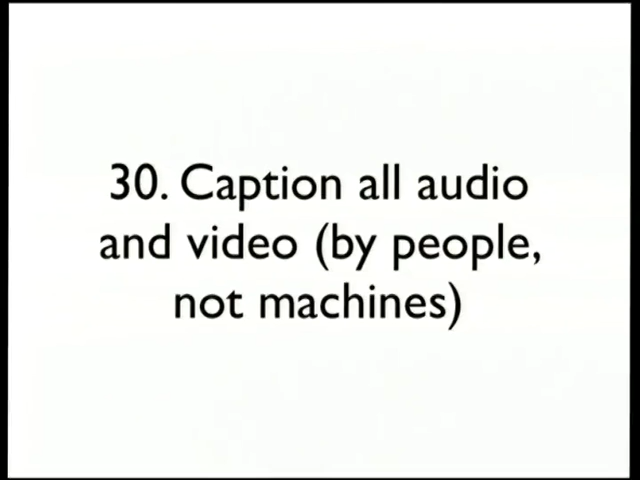 30. Caption all audio
and video (by people,
not machines)